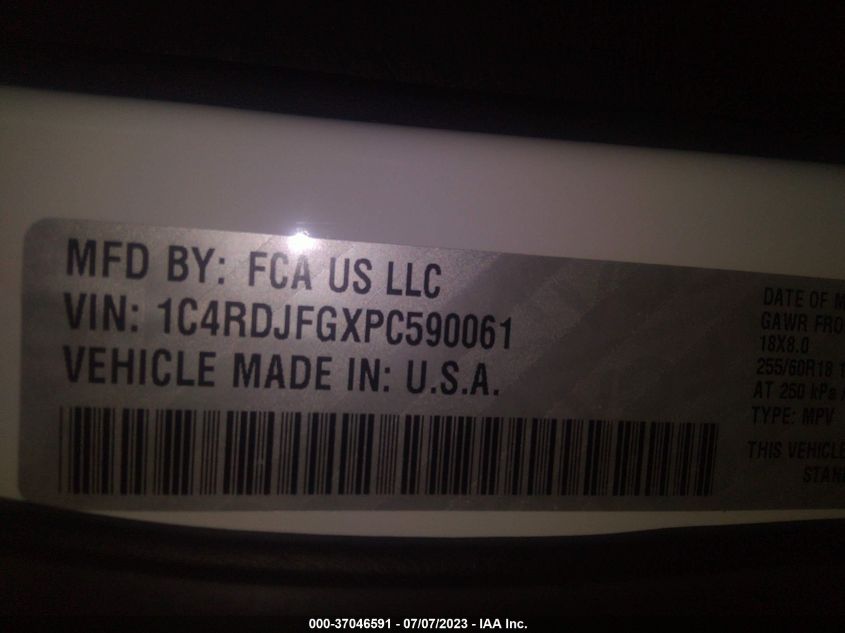 MFD BY: FCA US LLC
VIN: 1C4RDJFGXPC590061
VEHICLE MADE IN: U.S.A.
DATE OF M
GAWR FRO
18X8.0
255/60R18 T
AT 250 kPa
TYPE: MPV
THIS VEHICLE
STAN
000-37046591 - 07/07/2023 - IAA Inc.